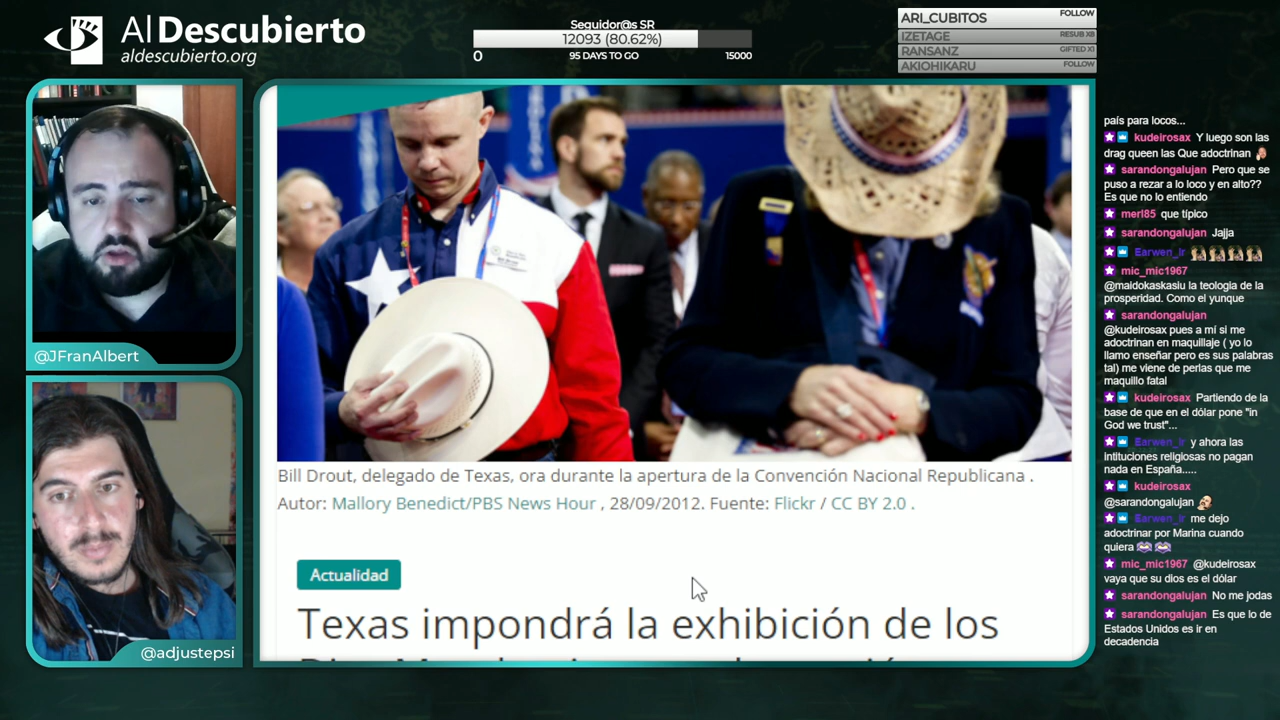 Al Descubierto
aldescubierto.org
Seguidor@s SR
12093 (80.62%)
0
95 DAYS TO GO
15000
ARI_CUBITOS FOLLOW
IZETAGE RESUB X8
RANSANZ GIFTED X1
AKIOHIKARU FOLLOW
@JFranAlbert
@adjustepsi
Bill Drout, delegado de Texas, ora durante la apertura de la Convención Nacional Republicana .
Autor: Mallory Benedict/PBS News Hour , 28/09/2012. Fuente: Flickr / CC BY 2.0 .
Actualidad
Texas impondrá la exhibición de los
país para locos...
kudeirosax Y luego son las
drag queen las Que adoctrinan
sarandongalujan Pero que se
puso a rezar a lo loco y en alto??
Es que no lo entiendo
merl85 que típico
sarandongalujan Jajja
Earwen_ir
mic_mic1967
@maidokaskasiu la teologia de la
prosperidad. Como el yunque
sarandongalujan
@kudeirosax pues a mí si me
adoctrinan en maquillaje ( yo lo
llamo enseñar pero es sus palabras
tal) me viene de perlas que me
maquillo fatal
kudeirosax Partiendo de la
base de que en el dólar pone "in
God we trust"...
Earwen_ir y ahora las
intituciones religiosas no pagan
nada en España.....
kudeirosax
@sarandongalujan
Earwen_ir me dejo
adoctrinar por Marina cuando
quiera
mic_mic1967 @kudeirosax
vaya que su dios es el dólar
sarandongalujan No me jodas
sarandongalujan Es que lo de
Estados Unidos es ir en
decadencia